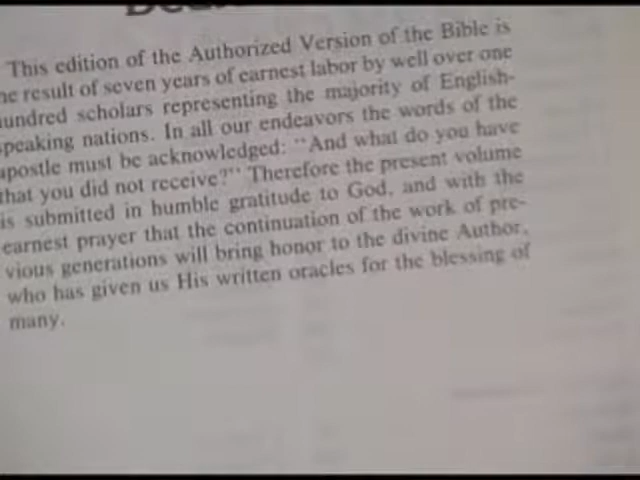 This edition of the Authorized Version of the Bible is
he result of seven years of earnest labor by well over one
undred scholars representing the majority of English-
peaking nations. In all our endeavors the words of the
apostle must be acknowledged: "And what do you have
that you did not receive?" Therefore the present volume
is submitted in humble gratitude to God, and with the
earnest prayer that the continuation of the work of pre-
vious generations will bring honor to the divine Author,
who has given us His written oracles for the blessing of
many.